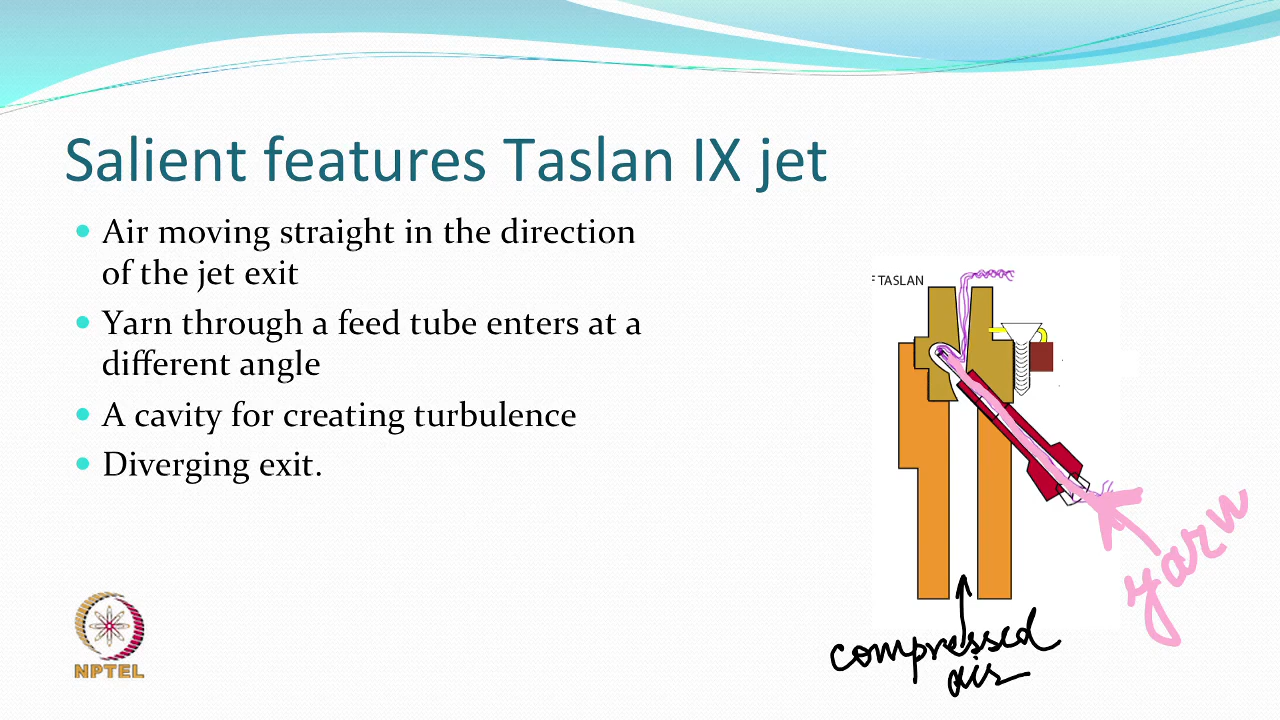 Salient features Taslan IX jet
Air moving straight in the direction
of the jet exit
Yarn through a feed tube enters at a
different angle
A cavity for creating turbulence
Diverging exit.
F TASLAN
yarn
compressed
air
NPTEL